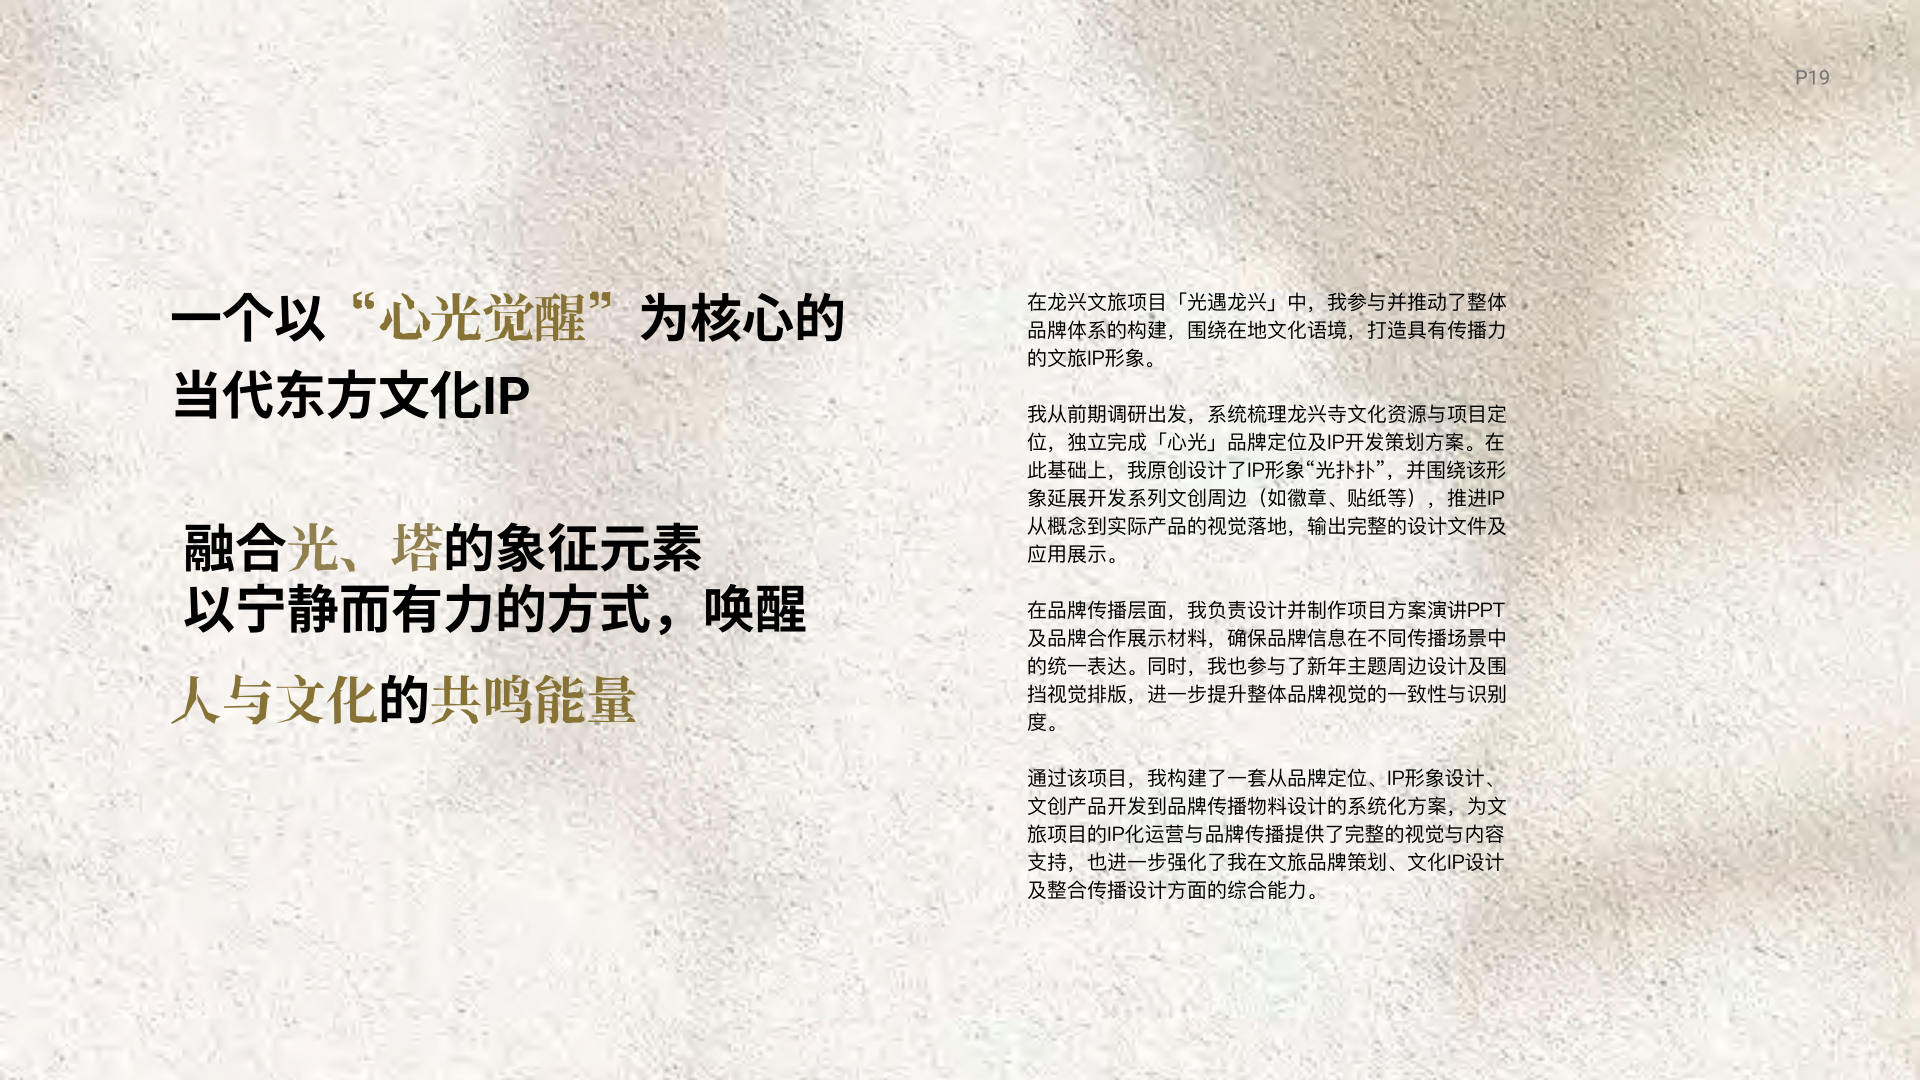 P19
一个以“心光觉醒”为核心的
当代东方文化IP
融合光、塔的象征元素
以宁静而有力的方式，唤醒
人与文化的共鸣能量
在龙兴文旅项目「光遇龙兴」中，我参与并推动了整体
品牌体系的构建，围绕在地文化语境，打造具有传播力
的文旅IP形象。
我从前期调研出发，系统梳理龙兴寺文化资源与项目定
位，独立完成「心光」品牌定位及IP开发策划方案。在
此基础上，我原创设计了IP形象“光扑扑”，并围绕该形
象延展开发系列文创周边（如徽章、贴纸等），推进IP
从概念到实际产品的视觉落地，输出完整的设计文件及
应用展示。
在品牌传播层面，我负责设计并制作项目方案演讲PPT
及品牌合作展示材料，确保品牌信息在不同传播场景中
的统一表达。同时，我也参与了新年主题周边设计及围
挡视觉排版，进一步提升整体品牌视觉的一致性与识别
度。
通过该项目，我构建了一套从品牌定位、IP形象设计、
文创产品开发到品牌传播物料设计的系统化方案，为文
旅项目的IP化运营与品牌传播提供了完整的视觉与内容
支持，也进一步强化了我在文旅品牌策划、文化IP设计
及整合传播设计方面的综合能力。